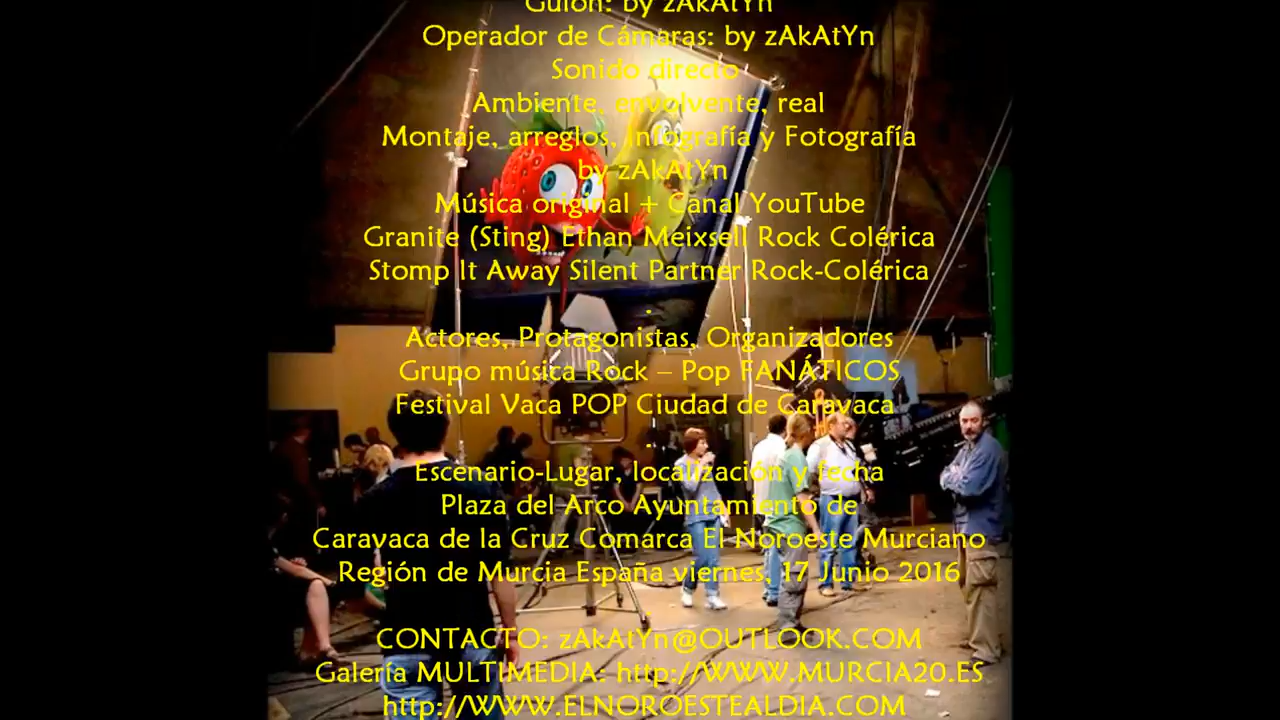 Guión: by zAkAtYn
Operador de Cámaras: by zAkAtYn
Sonido directo
Ambiente, envolvente, real
Montaje, arreglos, Infografía y Fotografía
by zAkAtYn
Música original + Canal YouTube
Granite (Sting) Ethan Meixsell Rock Colérica
Stomp It Away Silent Partner Rock-Colérica
.
Actores, Protagonistas, Organizadores
Grupo música Rock – Pop FANÁTICOS
Festival Vaca POP Ciudad de Caravaca
.
Escenario-Lugar, localización y fecha
Plaza del Arco Ayuntamiento de
Caravaca de la Cruz Comarca El Noroeste Murciano
Región de Murcia España viernes, 17 Junio 2016
.
CONTACTO: zAkAtYn@OUTLOOK.COM
Galería MULTIMEDIA: http://WWW.MURCIA20.ES
http://WWW.ELNOROESTEALDIA.COM